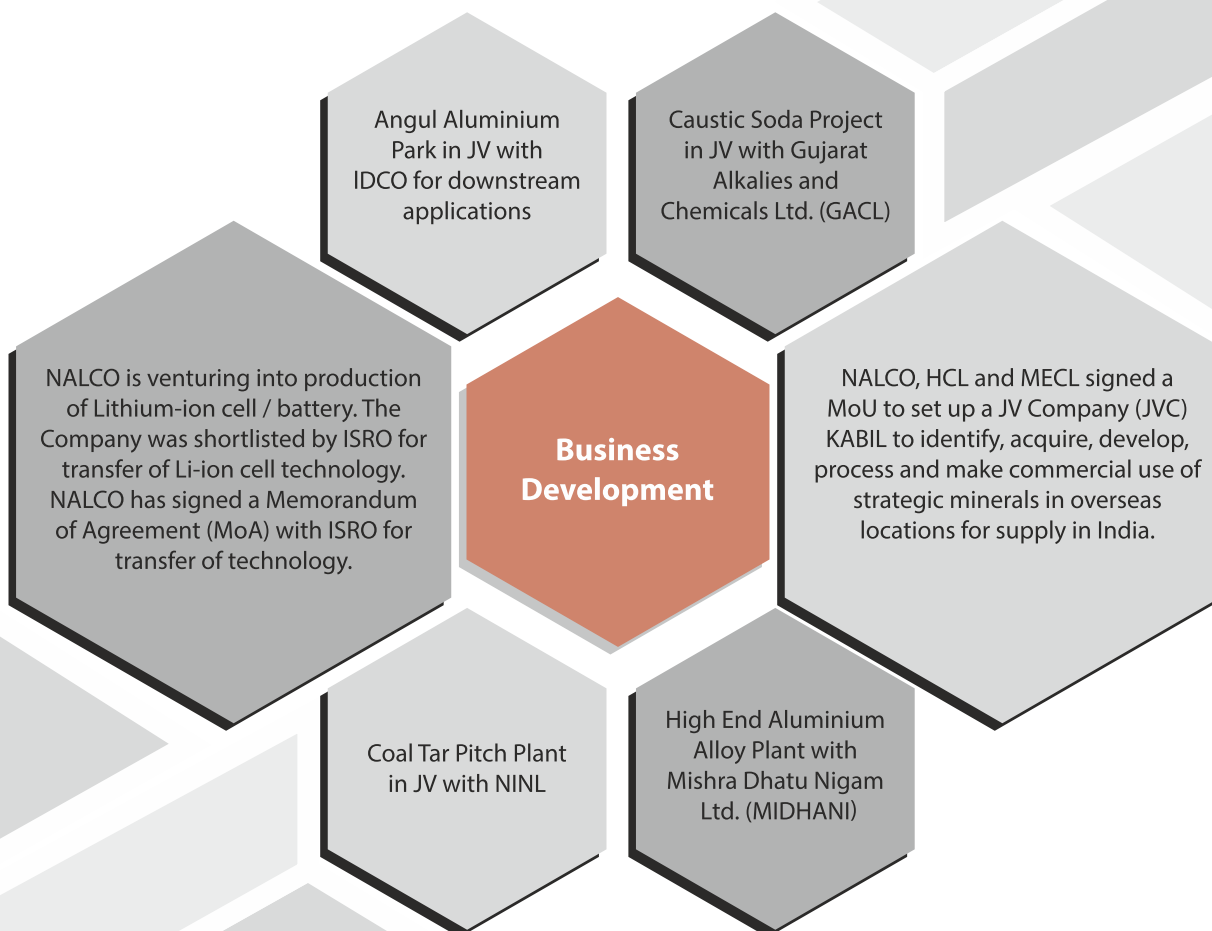 Angul Aluminium
Park in JV with
IDCO for downstream
applications
Caustic Soda Project
in JV with Gujarat
Alkalies and
Chemicals Ltd. (GACL)
NALCO is venturing into production
of Lithium-ion cell / battery. The
Company was shortlisted by ISRO for
transfer of Li-ion cell technology.
NALCO has signed a Memorandum
of Agreement (MoA) with ISRO for
transfer of technology.
Business
Development
NALCO, HCL and MECL signed a
MoU to set up a JV Company (JVC)
KABIL to identify, acquire, develop,
process and make commercial use of
strategic minerals in overseas
locations for supply in India.
Coal Tar Pitch Plant
in JV with NINL
High End Aluminium
Alloy Plant with
Mishra Dhatu Nigam
Ltd. (MIDHANI)